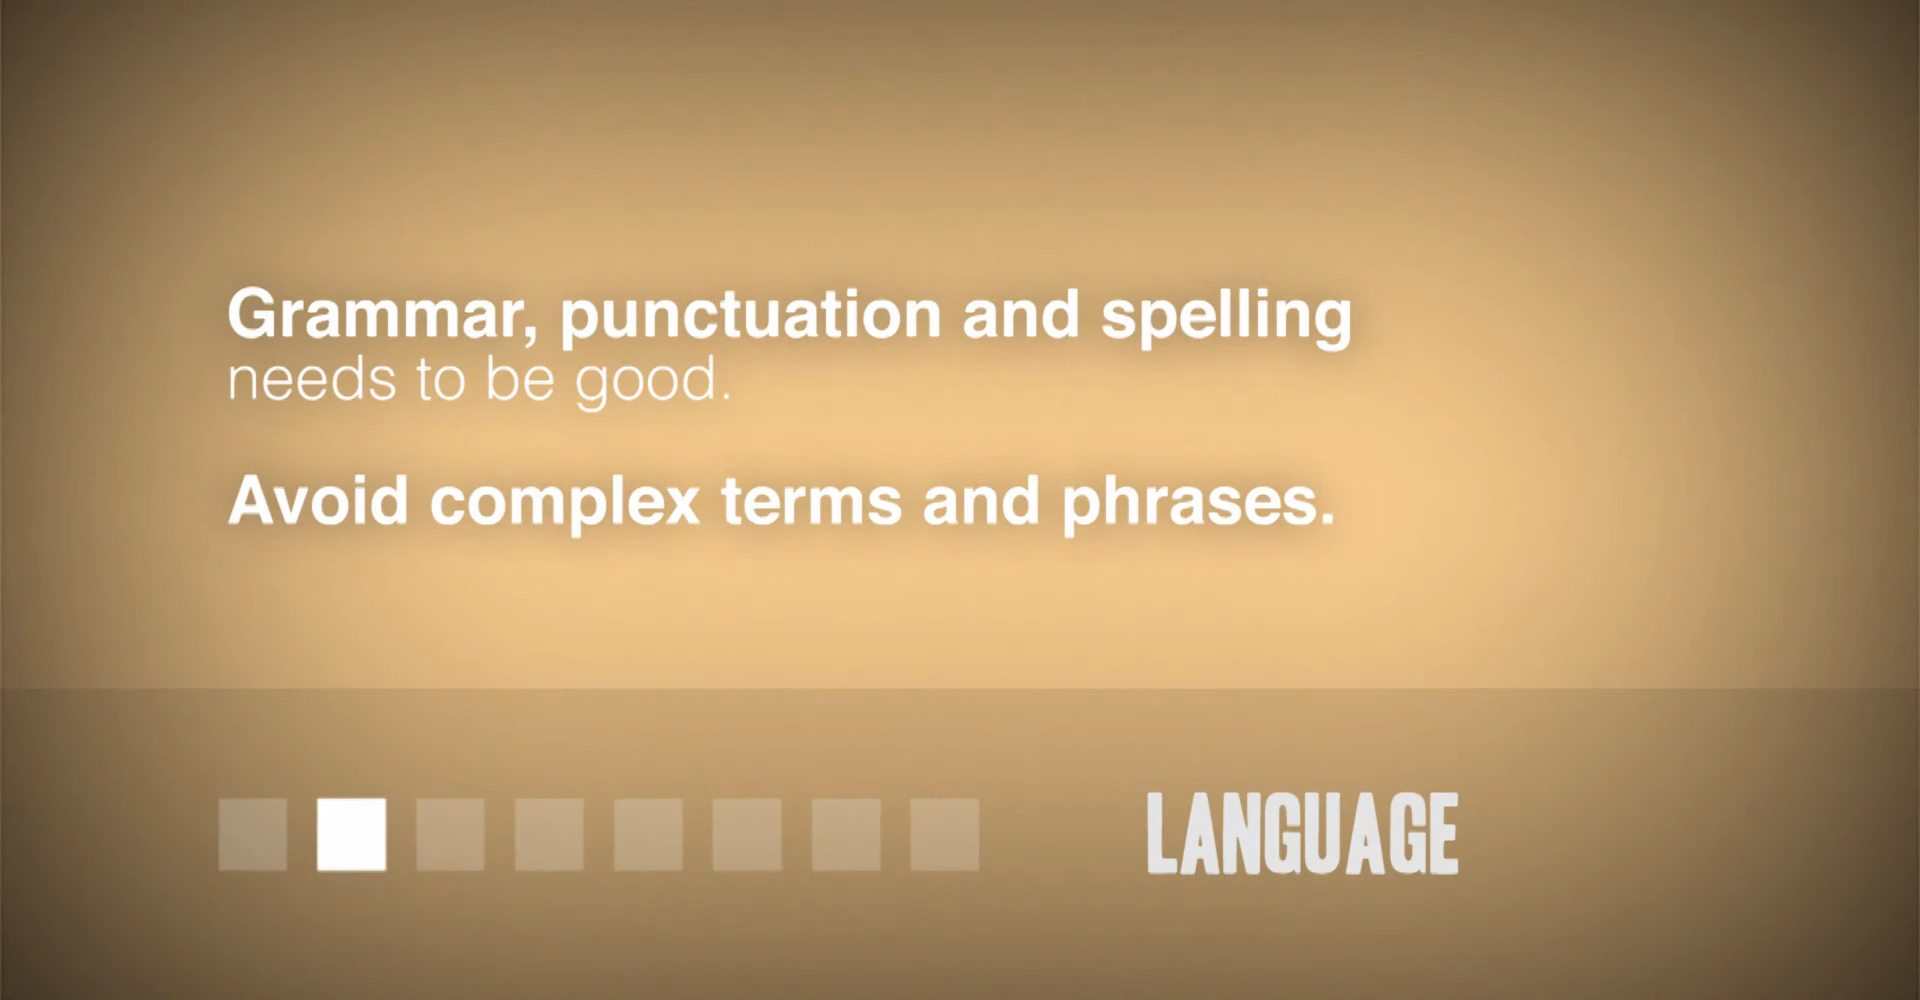 Grammar, punctuation and spelling
needs to be good.
Avoid complex terms and phrases.
LANGUAGE